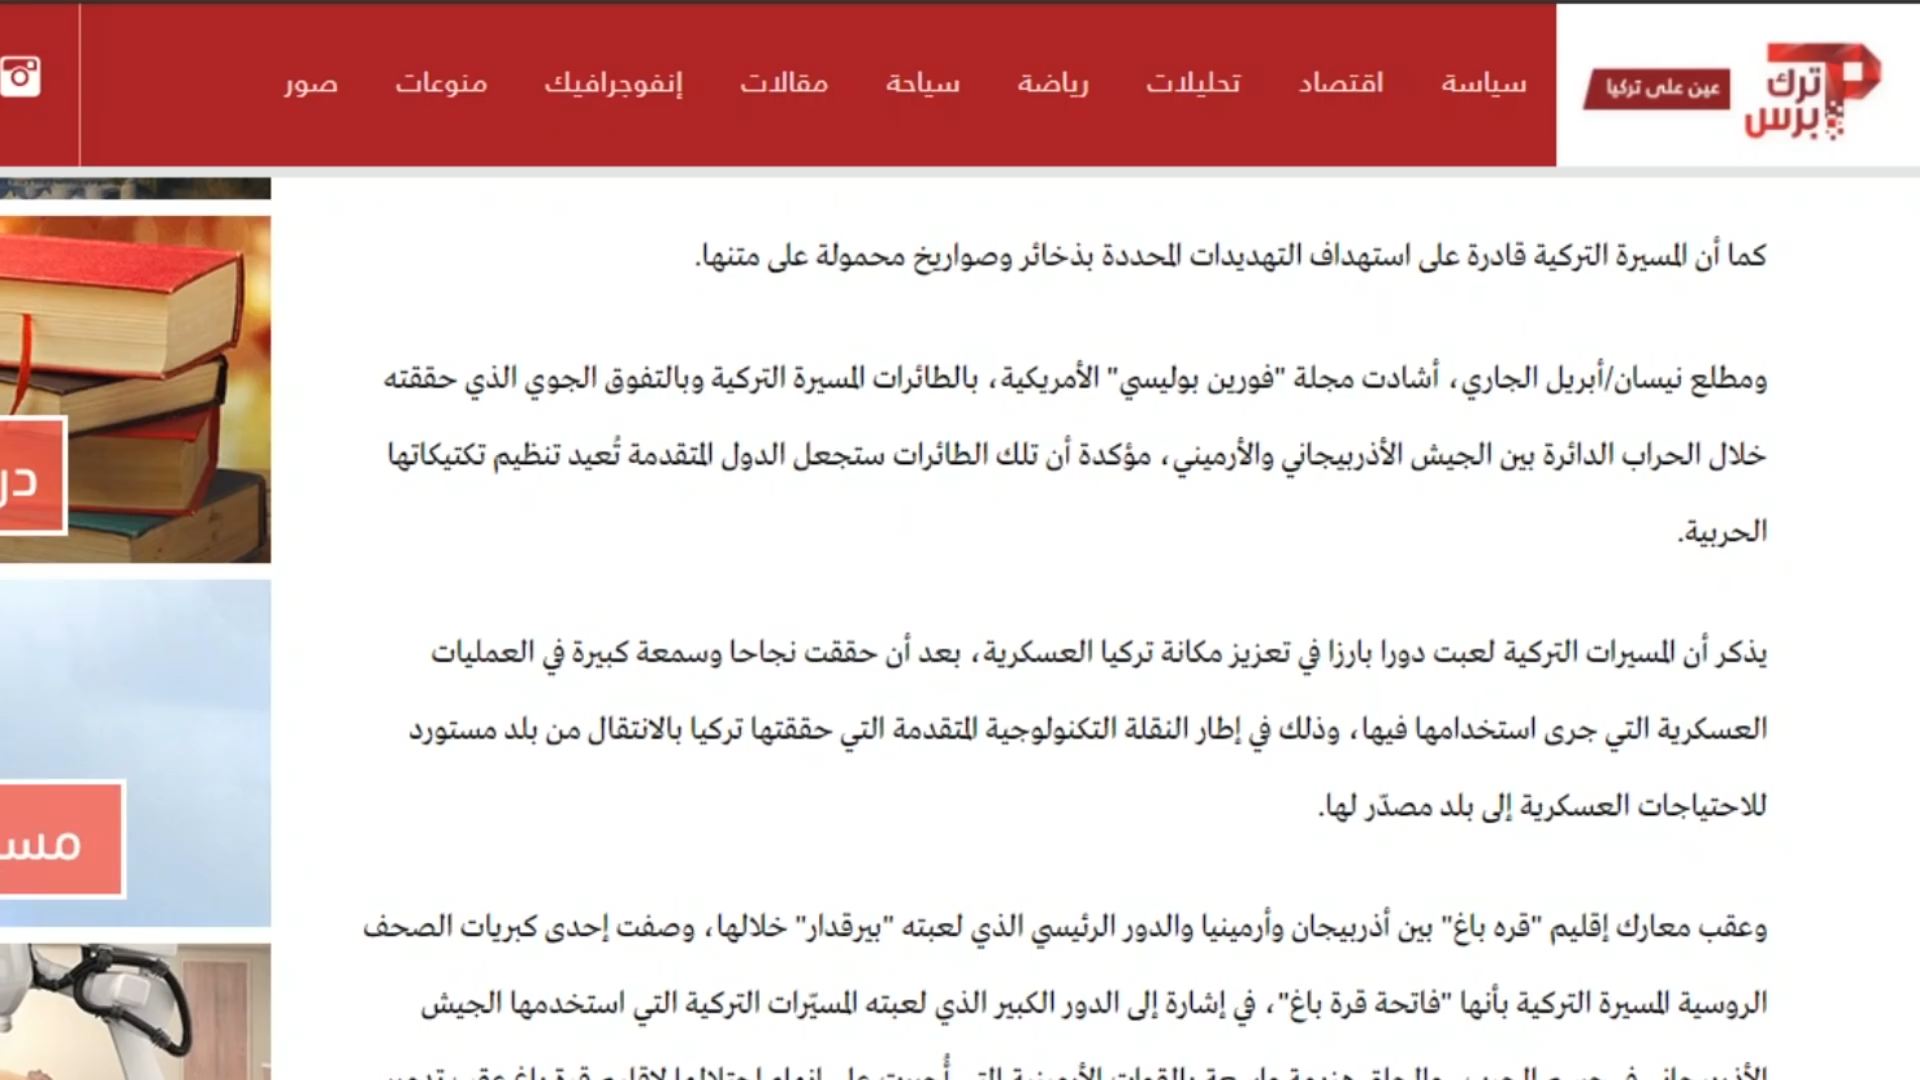 ترك
برس
عين على تركيا
سياسة
اقتصاد
تحليلات
رياضة
سياحة
مقالات
إنفوجرافيك
منوعات
صور
كما أن المسيرة التركية قادرة على استهداف التهديدات المحددة بذخائر وصواريخ محمولة على متنها.
ومطلع نيسان/أبريل الجاري، أشادت مجلة "فورين بوليسي" الأمريكية، بالطائرات المسيرة التركية وبالتفوق الجوي الذي حققته
خلال الحراب الدائرة بين الجيش الأذربيجاني والأرميني، مؤكدة أن تلك الطائرات ستجعل الدول المتقدمة تُعيد تنظيم تكتيكاتها
الحربية.
يذكر أن المسيرات التركية لعبت دورا بارزا في تعزيز مكانة تركيا العسكرية، بعد أن حققت نجاحا وسمعة كبيرة في العمليات
العسكرية التي جرى استخدامها فيها، وذلك في إطار النقلة التكنولوجية المتقدمة التي حققتها تركيا بالانتقال من بلد مستورد
للاحتياجات العسكرية إلى بلد مصدّر لها.
وعقب معارك إقليم "قره باغ" بين أذربيجان وأرمينيا والدور الرئيسي الذي لعبته "بيرقدار" خلالها، وصفت إحدى كبريات الصحف
الروسية المسيرة التركية بأنها "فاتحة قرة باغ"، في إشارة إلى الدور الكبير الذي لعبته المسيّرات التركية التي استخدمها الجيش